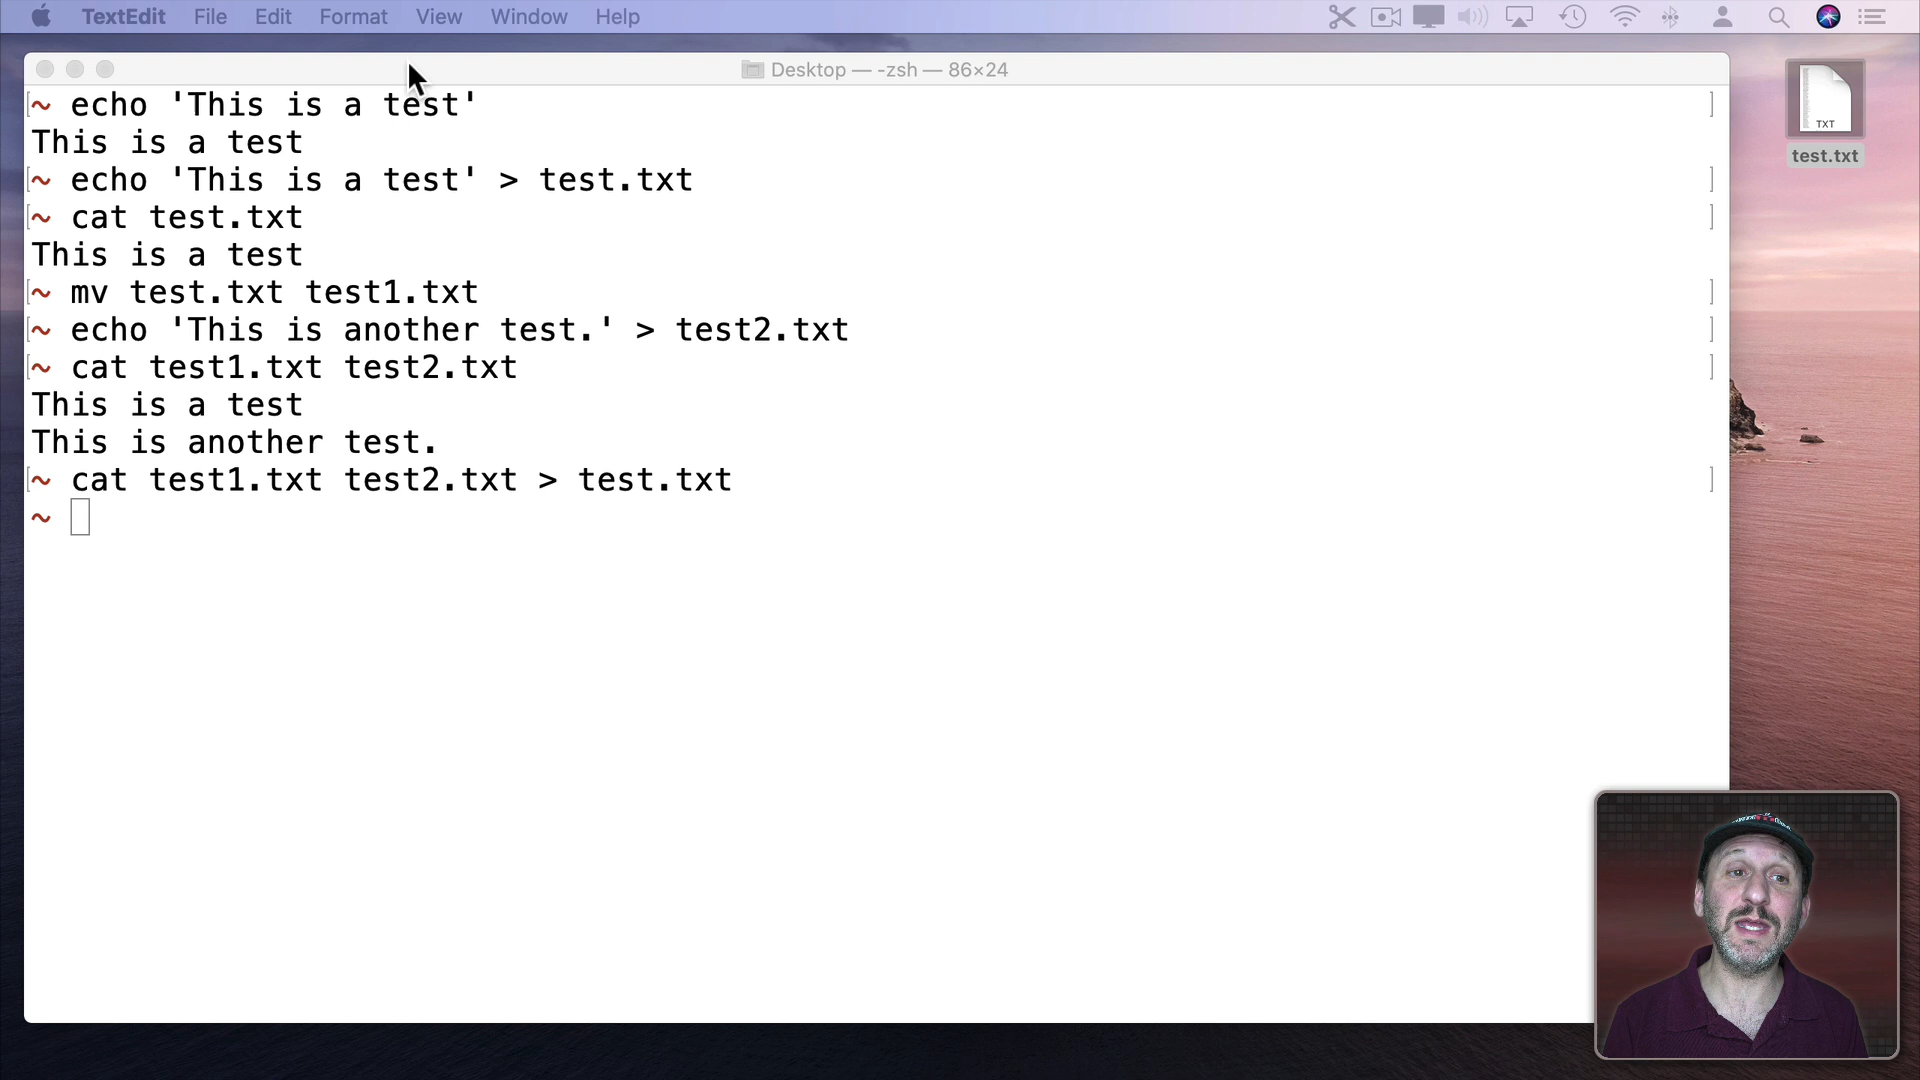 TextEdit File Edit Format View Window Help
Desktop — -zsh — 86×24
~ echo 'This is a test'
This is a test
~ echo 'This is a test' > test.txt
~ cat test.txt
This is a test
~ mv test.txt test1.txt
~ echo 'This is another test.' > test2.txt
~ cat test1.txt test2.txt
This is a test
This is another test.
~ cat test1.txt test2.txt > test.txt
~
TXT
test.txt